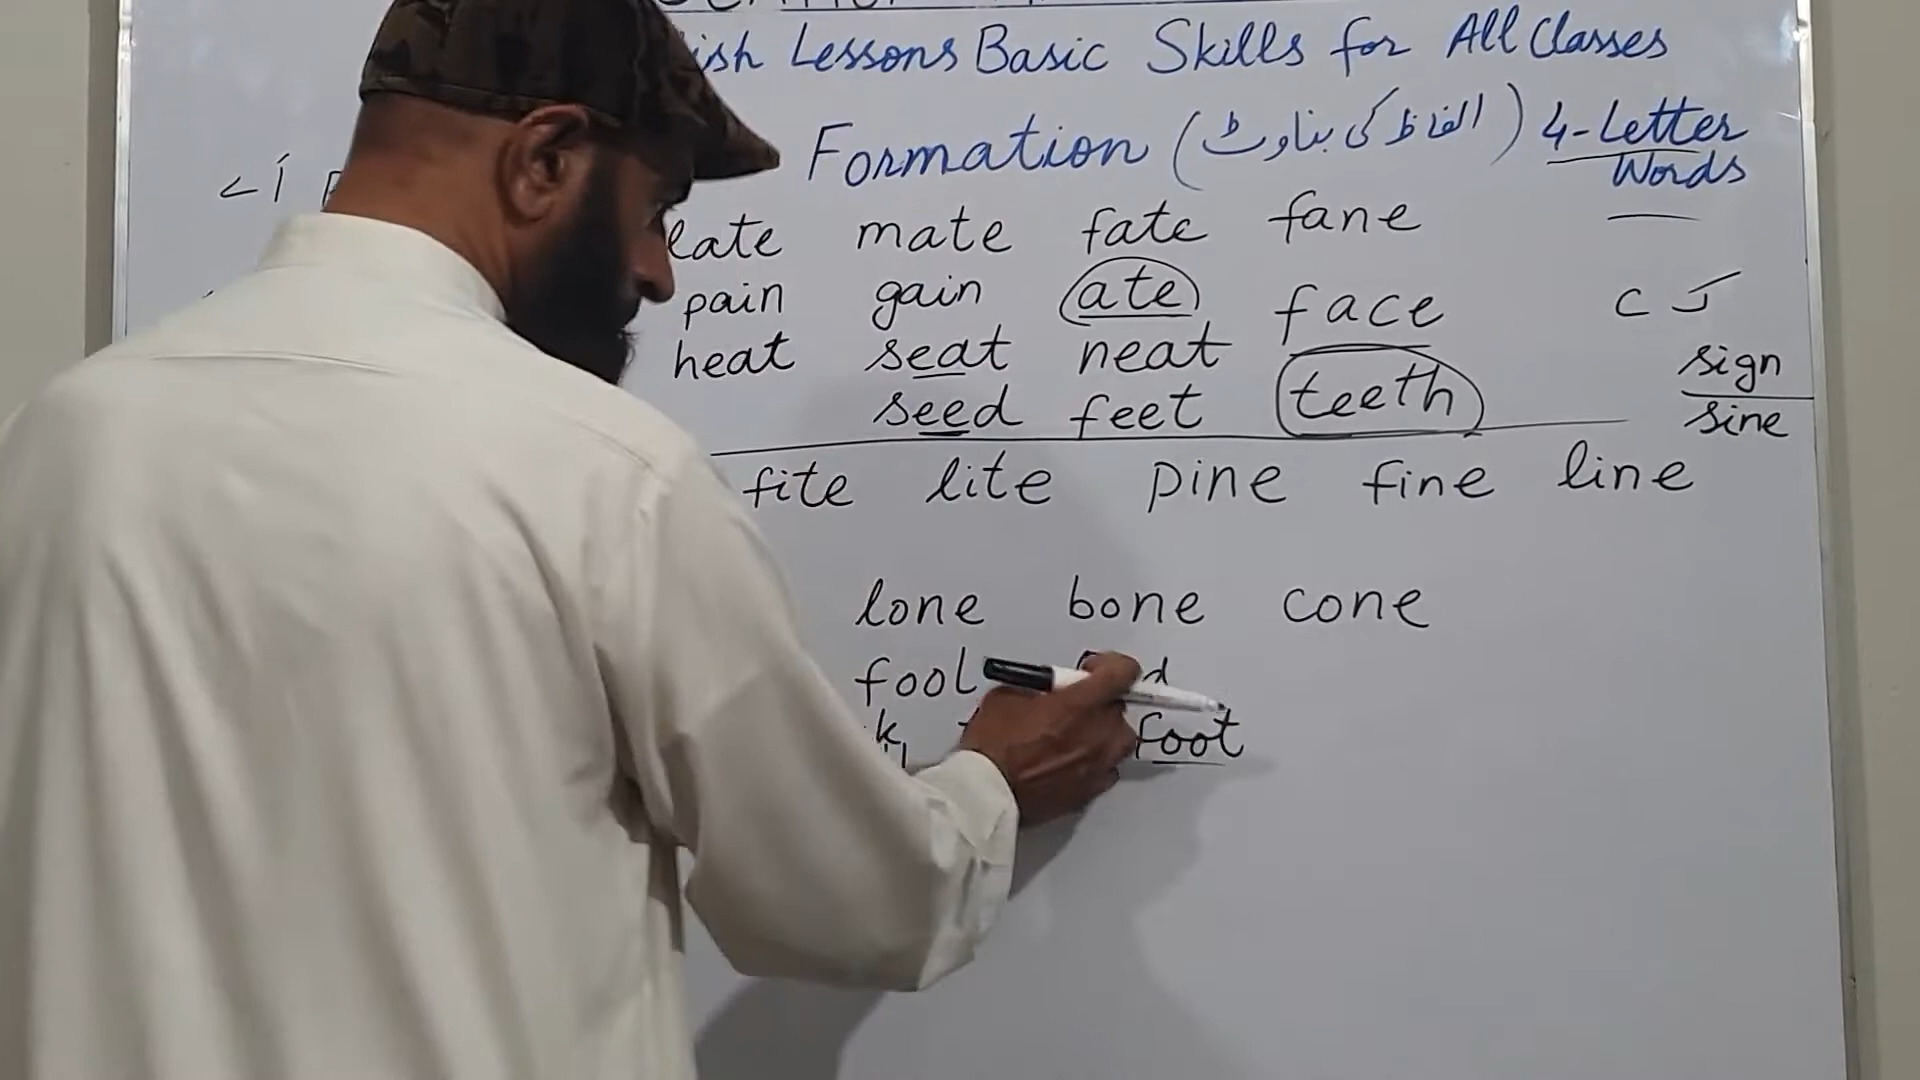 Lessons Basic Skills for All Classes
Formation (الفاظ کی بناوٹ) 4-Letter
Words
late mate fate fane
pain gain ate face
heat seat neat
sign
seed feet teeth
sine
fite lite pine fine line
lone bone cone
fool
foot